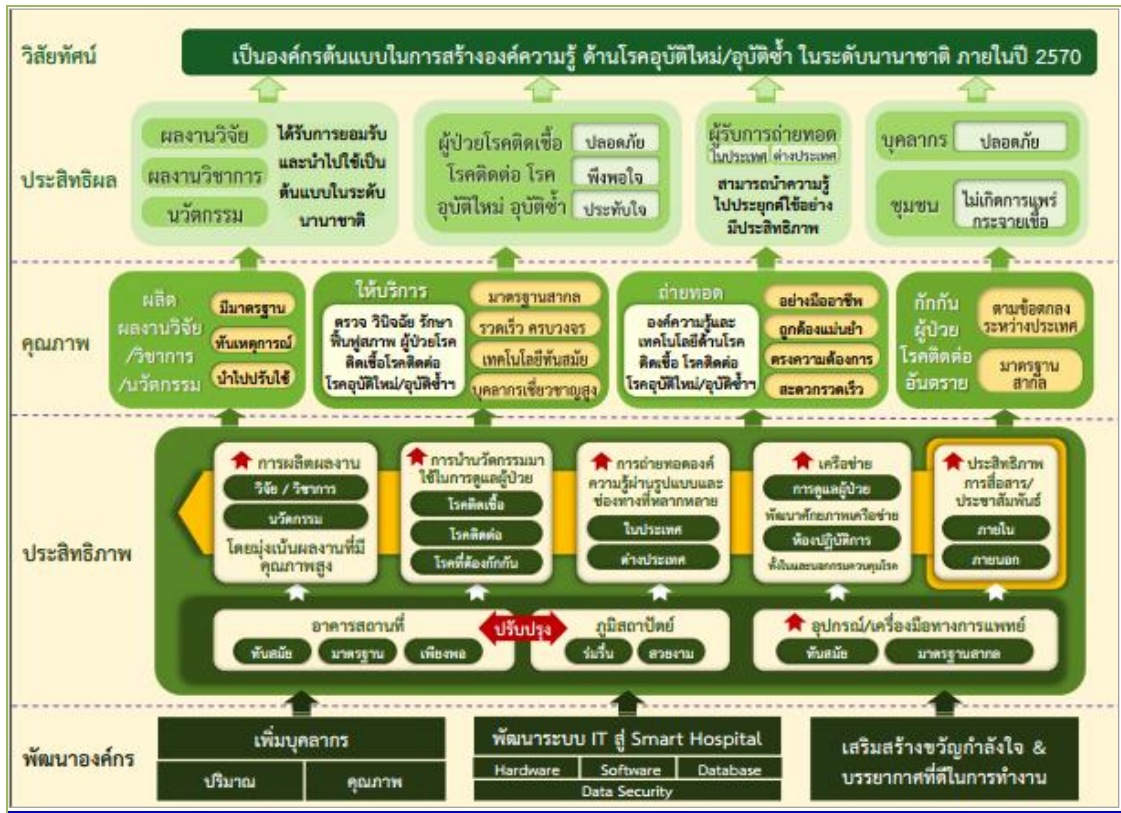 วิสัยทัศน์
เป็นองค์กรต้นแบบในการสร้างองค์ความรู้ ด้านโรคอุบัติใหม่/อุบัติซ้ำ ในระดับนานาชาติ ภายในปี 2570
ประสิทธิผล
ผลงานวิจัย
ผลงานวิชาการ
นวัตกรรม
ได้รับการยอมรับ
และนำไปใช้เป็น
ต้นแบบในระดับ
นานาชาติ
ผู้ป่วยโรคติดเชื้อ
โรคติดต่อ โรค
อุบัติใหม่ อุบัติซ้ำ
ปลอดภัย
พึงพอใจ
ประทับใจ
ผู้รับการถ่ายทอด
ในประเทศ ต่างประเทศ
สามารถนำความรู้
ไปประยุกต์ใช้อย่าง
มีประสิทธิภาพ
บุคลากร
ปลอดภัย
ชุมชน
ไม่เกิดการแพร่
กระจายเชื้อ
คุณภาพ
ผลิต
ผลงานวิจัย
/วิชาการ
/นวัตกรรม
มีมาตรฐาน
ทันเหตุการณ์
นำไปปรับใช้
ให้บริการ
ตรวจ วินิจฉัย รักษา
ฟื้นฟูสภาพ ผู้ป่วยโรค
ติดเชื้อโรคติดต่อ
โรคอุบัติใหม่/อุบัติซ้ำฯ
มาตรฐานสากล
รวดเร็ว ครบวงจร
เทคโนโลยีทันสมัย
บุคลากรเชี่ยวชาญสูง
ถ่ายทอด
องค์ความรู้และ
เทคโนโลยีด้านโรค
ติดเชื้อ โรคติดต่อ
โรคอุบัติใหม่/อุบัติซ้ำฯ
อย่างมืออาชีพ
ถูกต้องแม่นยำ
ตรงความต้องการ
สะดวกรวดเร็ว
กักกัน
ผู้ป่วย
โรคติดต่อ
อันตราย
ตามข้อตกลง
ระหว่างประเทศ
มาตรฐาน
สากล
ประสิทธิภาพ
การผลิตผลงาน
วิจัย / วิชาการ
นวัตกรรม
โดยมุ่งเน้นผลงานที่มี
คุณภาพสูง
การนำนวัตกรรมมา
ใช้ในการดูแลผู้ป่วย
โรคติดเชื้อ
โรคติดต่อ
โรคที่ต้องกักกัน
การถ่ายทอดองค์
ความรู้ผ่านรูปแบบและ
ช่องทางที่หลากหลาย
ในประเทศ
ต่างประเทศ
เครือข่าย
การดูแลผู้ป่วย
พัฒนาศักยภาพเครือข่าย
ห้องปฏิบัติการ
ทั้งในและนอกกรมควบคุมโรค
ประสิทธิภาพ
การสื่อสาร/
ประชาสัมพันธ์
ภายใน
ภายนอก
อาคารสถานที่
ทันสมัย
มาตรฐาน
เพียงพอ
ปรับปรุง
ภูมิสถาปัตย์
ร่มรื่น
สวยงาม
อุปกรณ์/เครื่องมือทางการแพทย์
ทันสมัย
มาตรฐานสากล
พัฒนาองค์กร
เพิ่มบุคลากร
ปริมาณ
คุณภาพ
พัฒนาระบบ IT สู่ Smart Hospital
Hardware
Software
Database
Data Security
เสริมสร้างขวัญกำลังใจ &
บรรยากาศที่ดีในการทำงาน